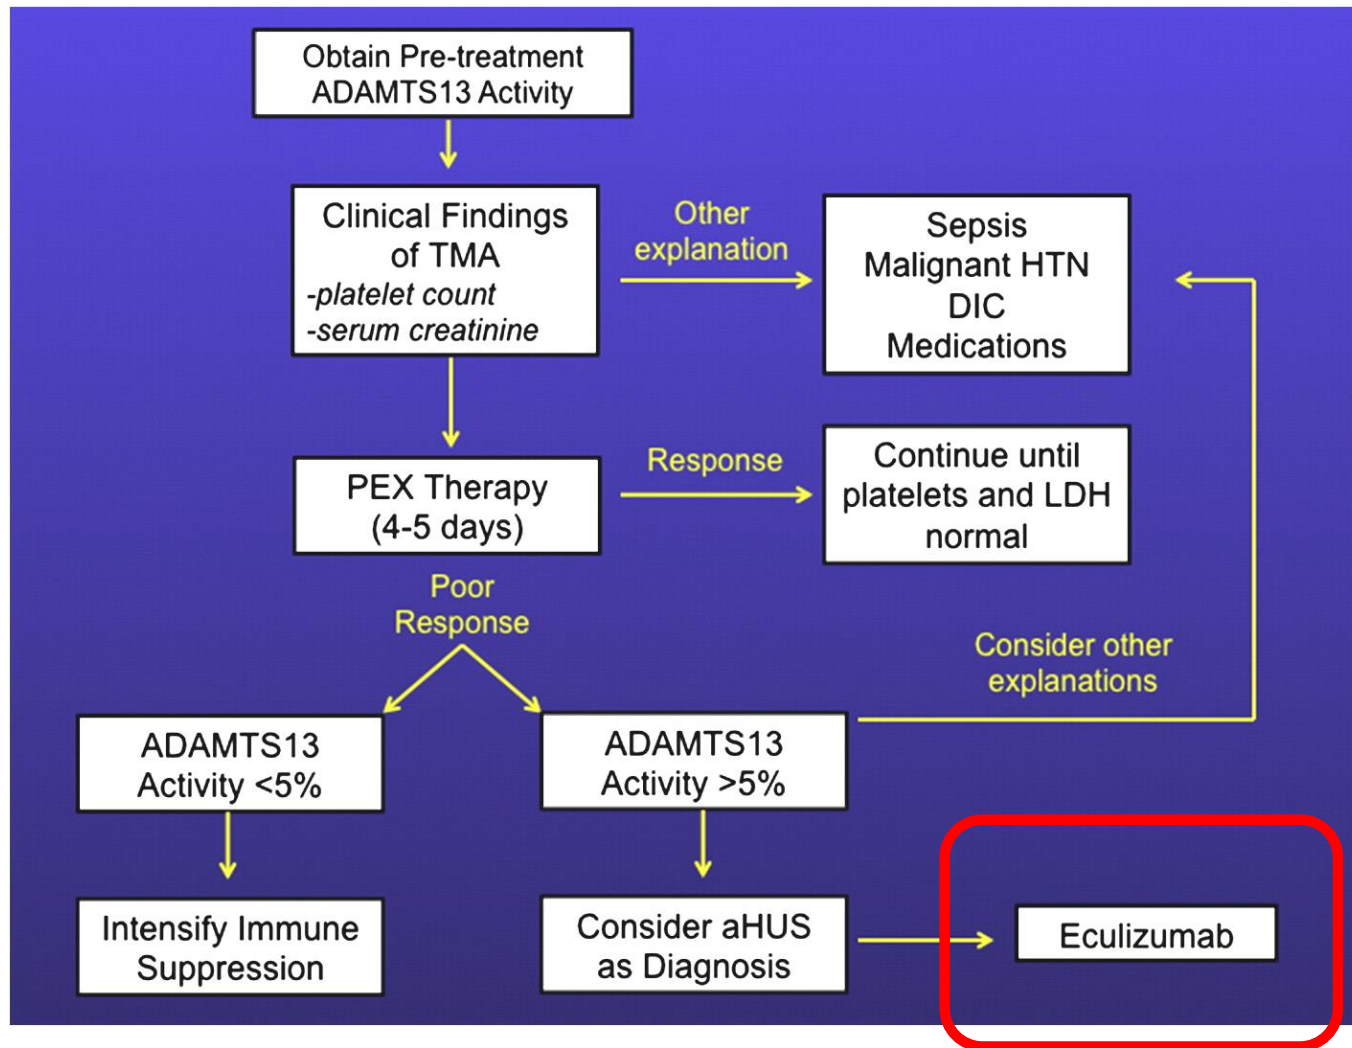 Obtain Pre-treatment
ADAMTS13 Activity
Clinical Findings
of TMA
-platelet count
-serum creatinine
Other
explanation
Sepsis
Malignant HTN
DIC
Medications
PEX Therapy
(4-5 days)
Response
Continue until
platelets and LDH
normal
Poor
Response
Consider other
explanations
ADAMTS13
Activity <5%
ADAMTS13
Activity >5%
Intensify Immune
Suppression
Consider aHUS
as Diagnosis
Eculizumab